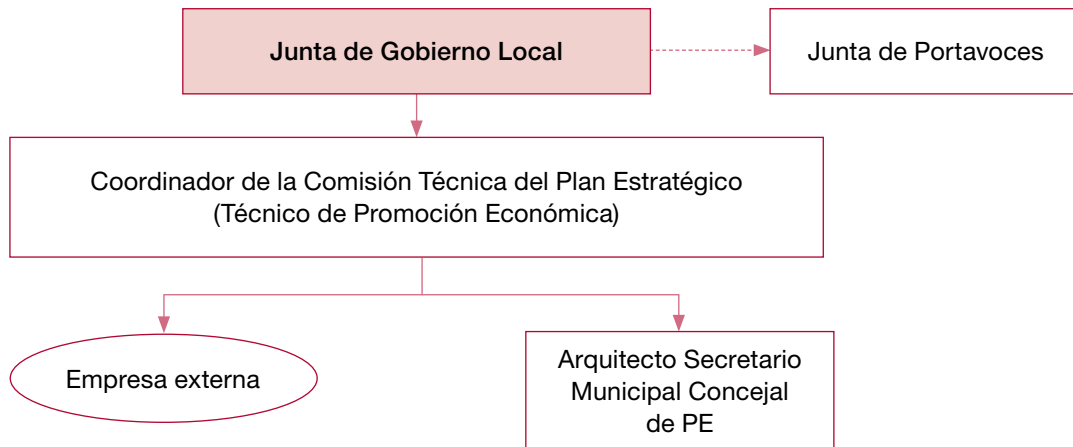 Junta de Gobierno Local
Junta de Portavoces
Coordinador de la Comisión Técnica del Plan Estratégico
(Técnico de Promoción Económica)
Empresa externa
Arquitecto Secretario
Municipal Concejal
de PE